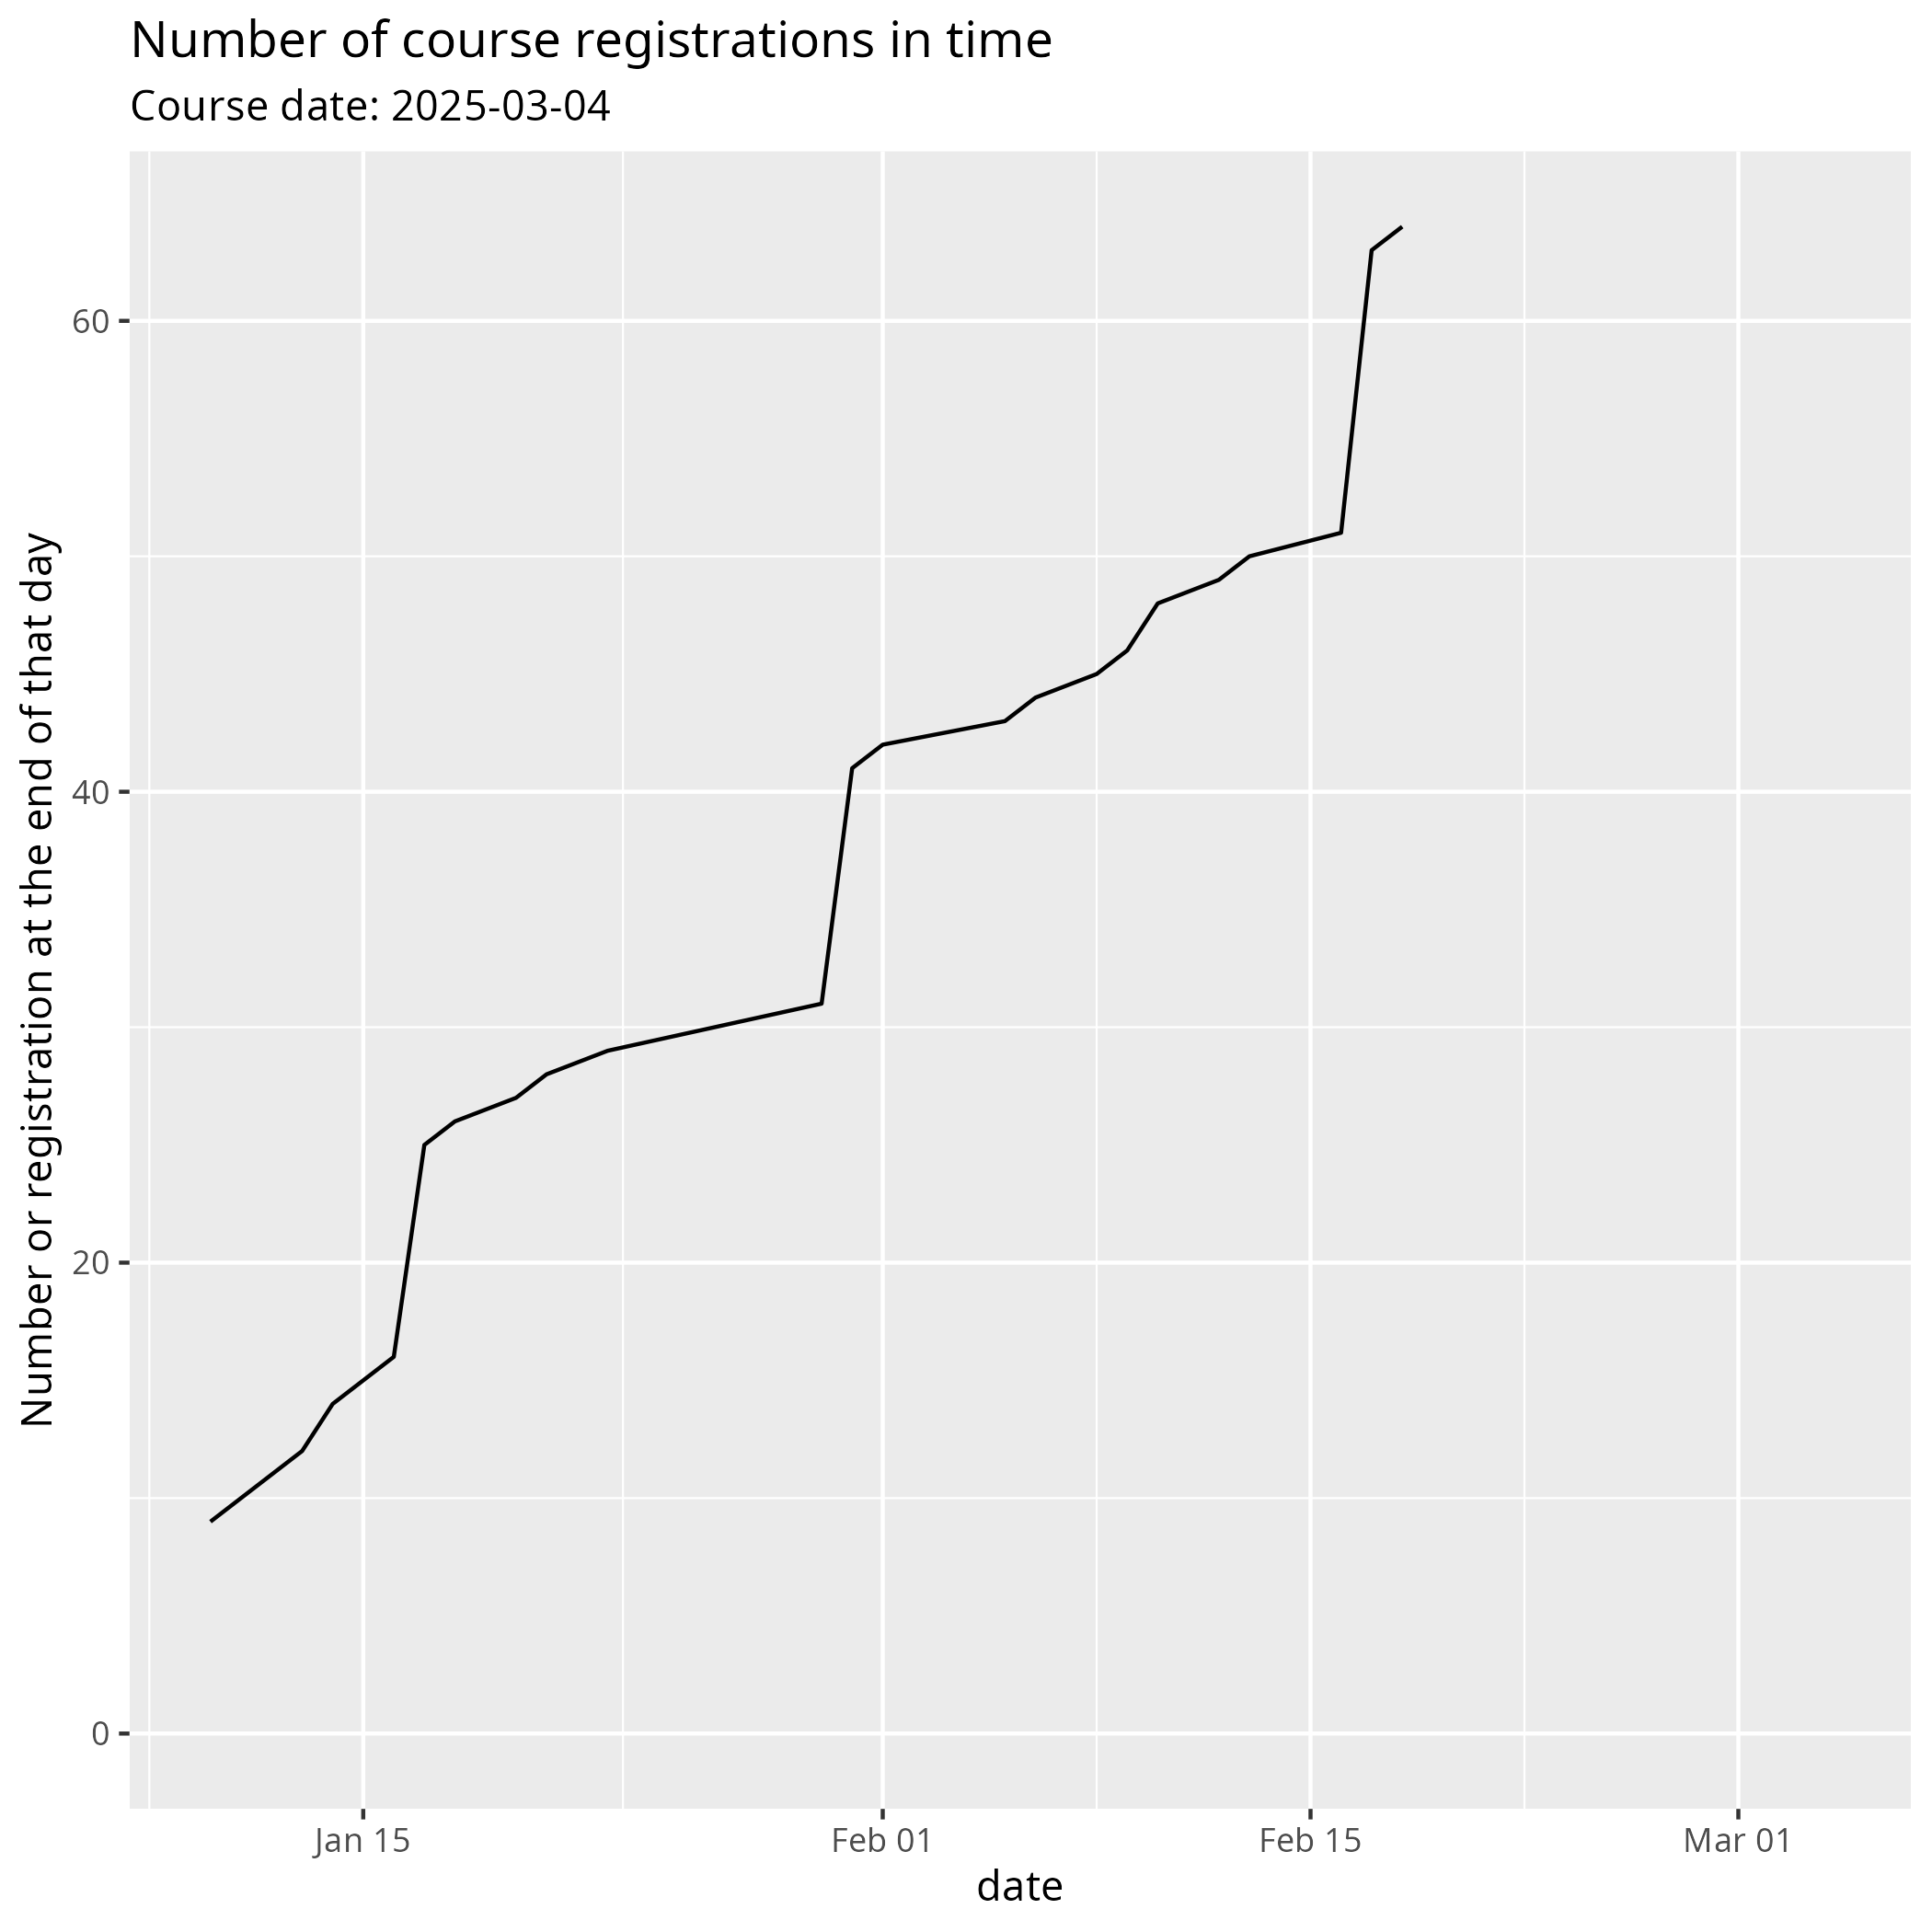 Number of course registrations in time
Course date: 2025-03-04
Number or registration at the end of that day
60
40
20
0
Jan 15
Feb 01
Feb 15
Mar 01
date